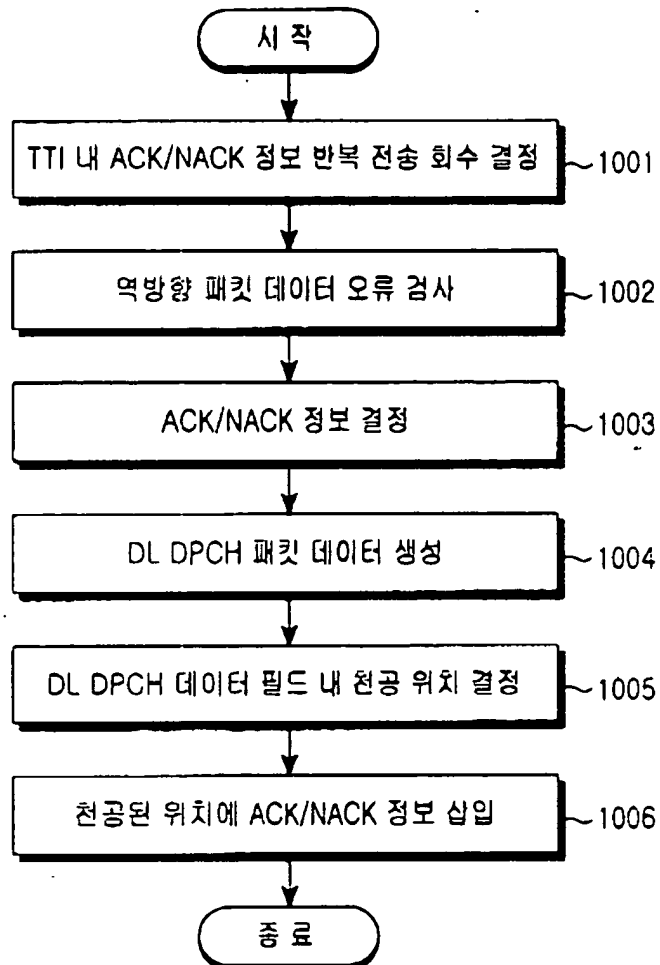 시 작
TTI 내 ACK/NACK 정보 반복 전송 회수 결정 ~1001
역방향 패킷 데이터 오류 검사 ~1002
ACK/NACK 정보 결정 ~1003
DL DPCH 패킷 데이터 생성 ~1004
DL DPCH 데이터 필드 내 천공 위치 결정 ~1005
천공된 위치에 ACK/NACK 정보 삽입 ~1006
종 료